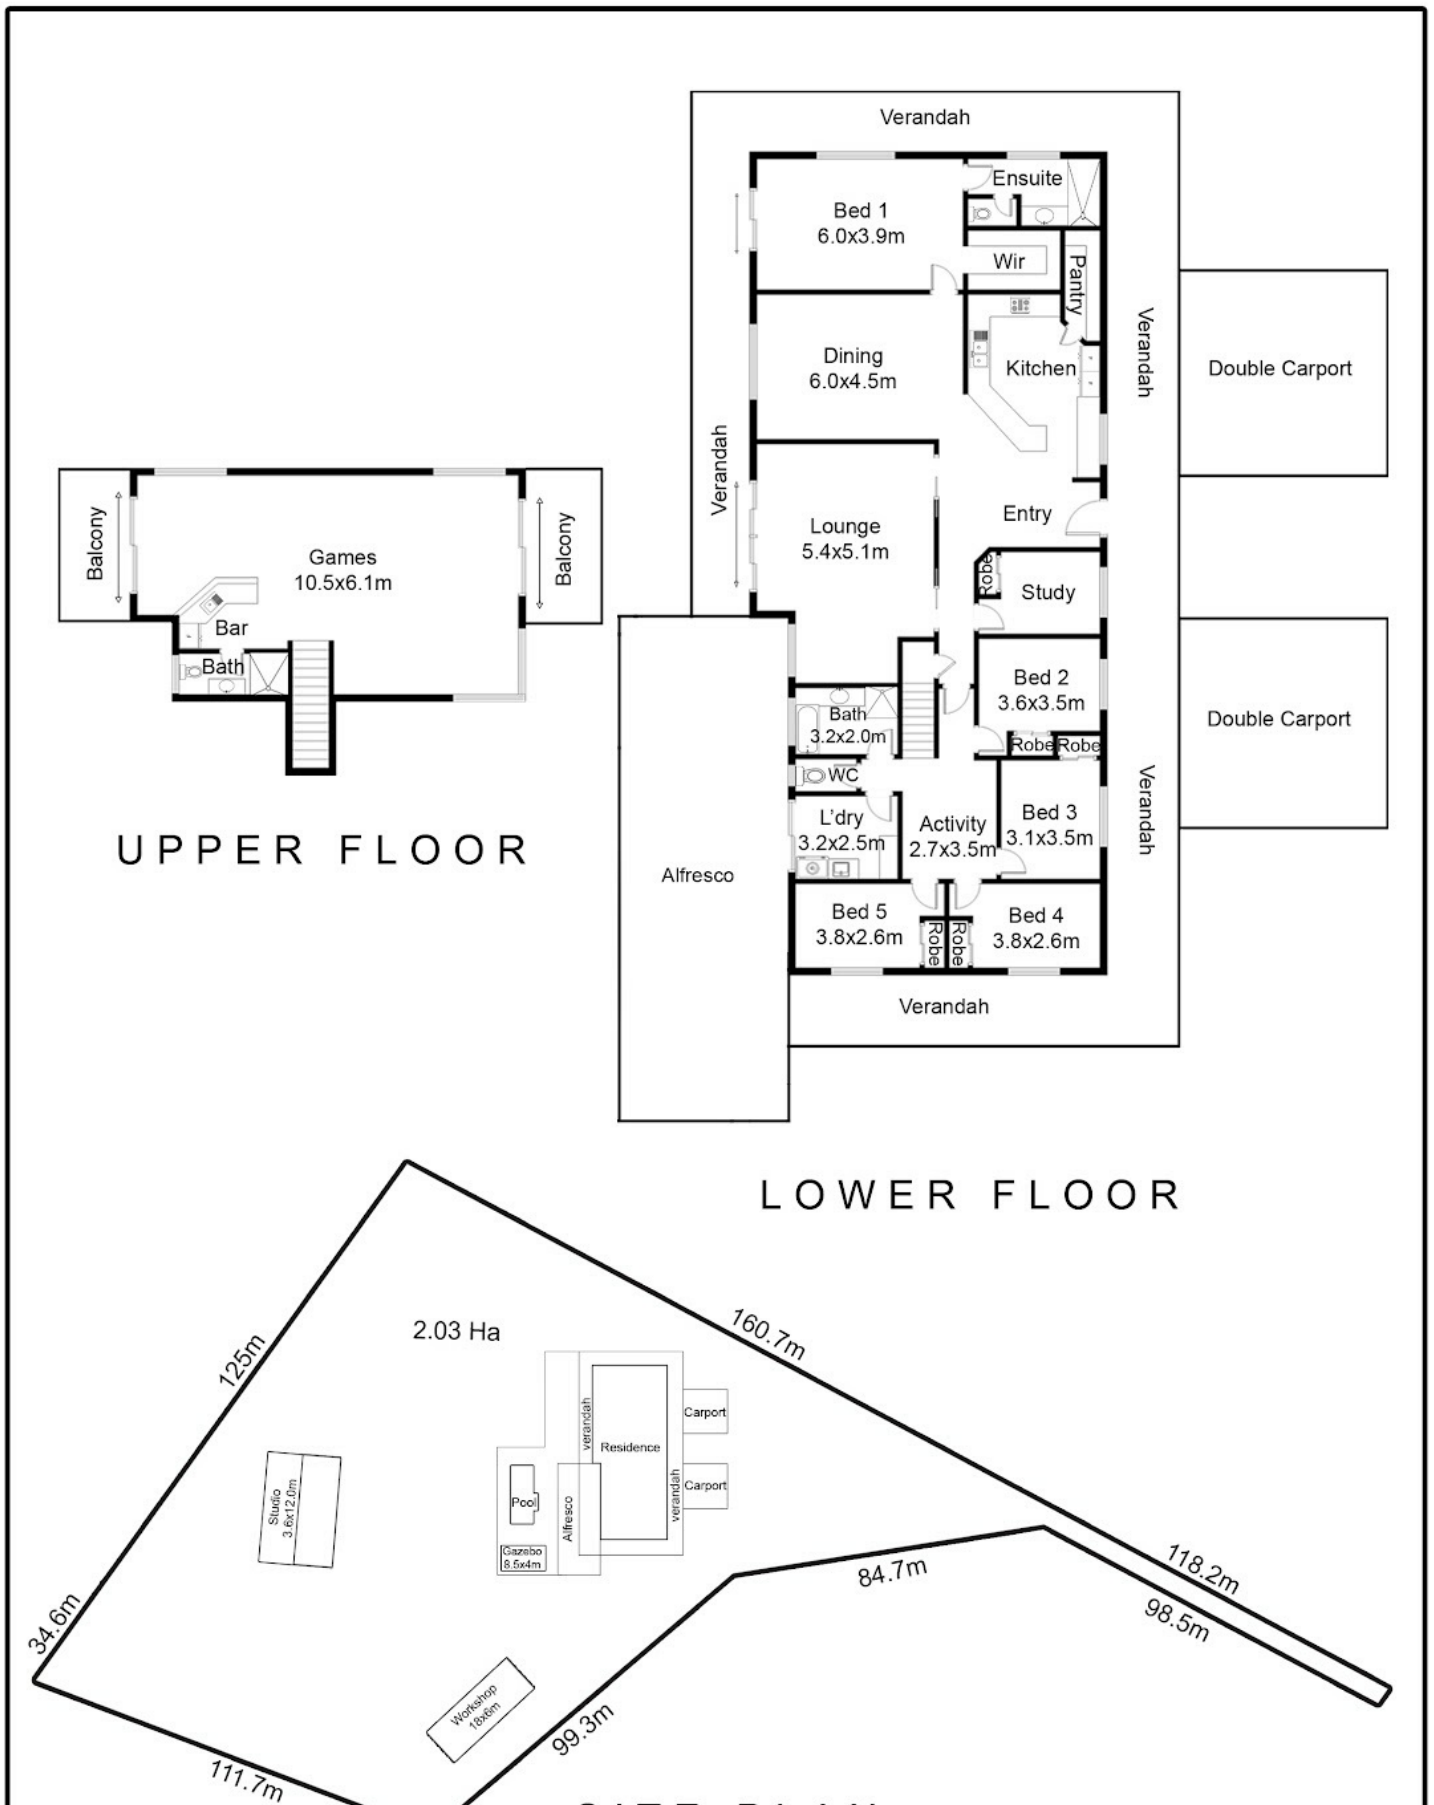 Verandah
Ensuite
Bed 1
6.0x3.9m
Wir
Pantry
Verandah
Dining
6.0x4.5m
Kitchen
Double Carport
Verandah
Balcony
Games
10.5x6.1m
Balcony
Bar
Bath
Lounge
5.4x5.1m
Entry
Robe
Study
Bed 2
3.6x3.5m
Robe
Robe
Double Carport
Bath
3.2x2.0m
WC
L'dry
3.2x2.5m
Activity
2.7x3.5m
Bed 3
3.1x3.5m
Verandah
UPPER FLOOR
Alfresco
Bed 5
3.8x2.6m
Robe
Robe
Bed 4
3.8x2.6m
Verandah
LOWER FLOOR
2.03 Ha
160.7m
125m
verandah
Carport
Residence
Carport
verandah
Pool
Alfresco
Gazebo
8.5x4m
Studio
3.6x12.0m
118.2m
84.7m
98.5m
34.6m
Workshop
18x6m
99.3m
111.7m